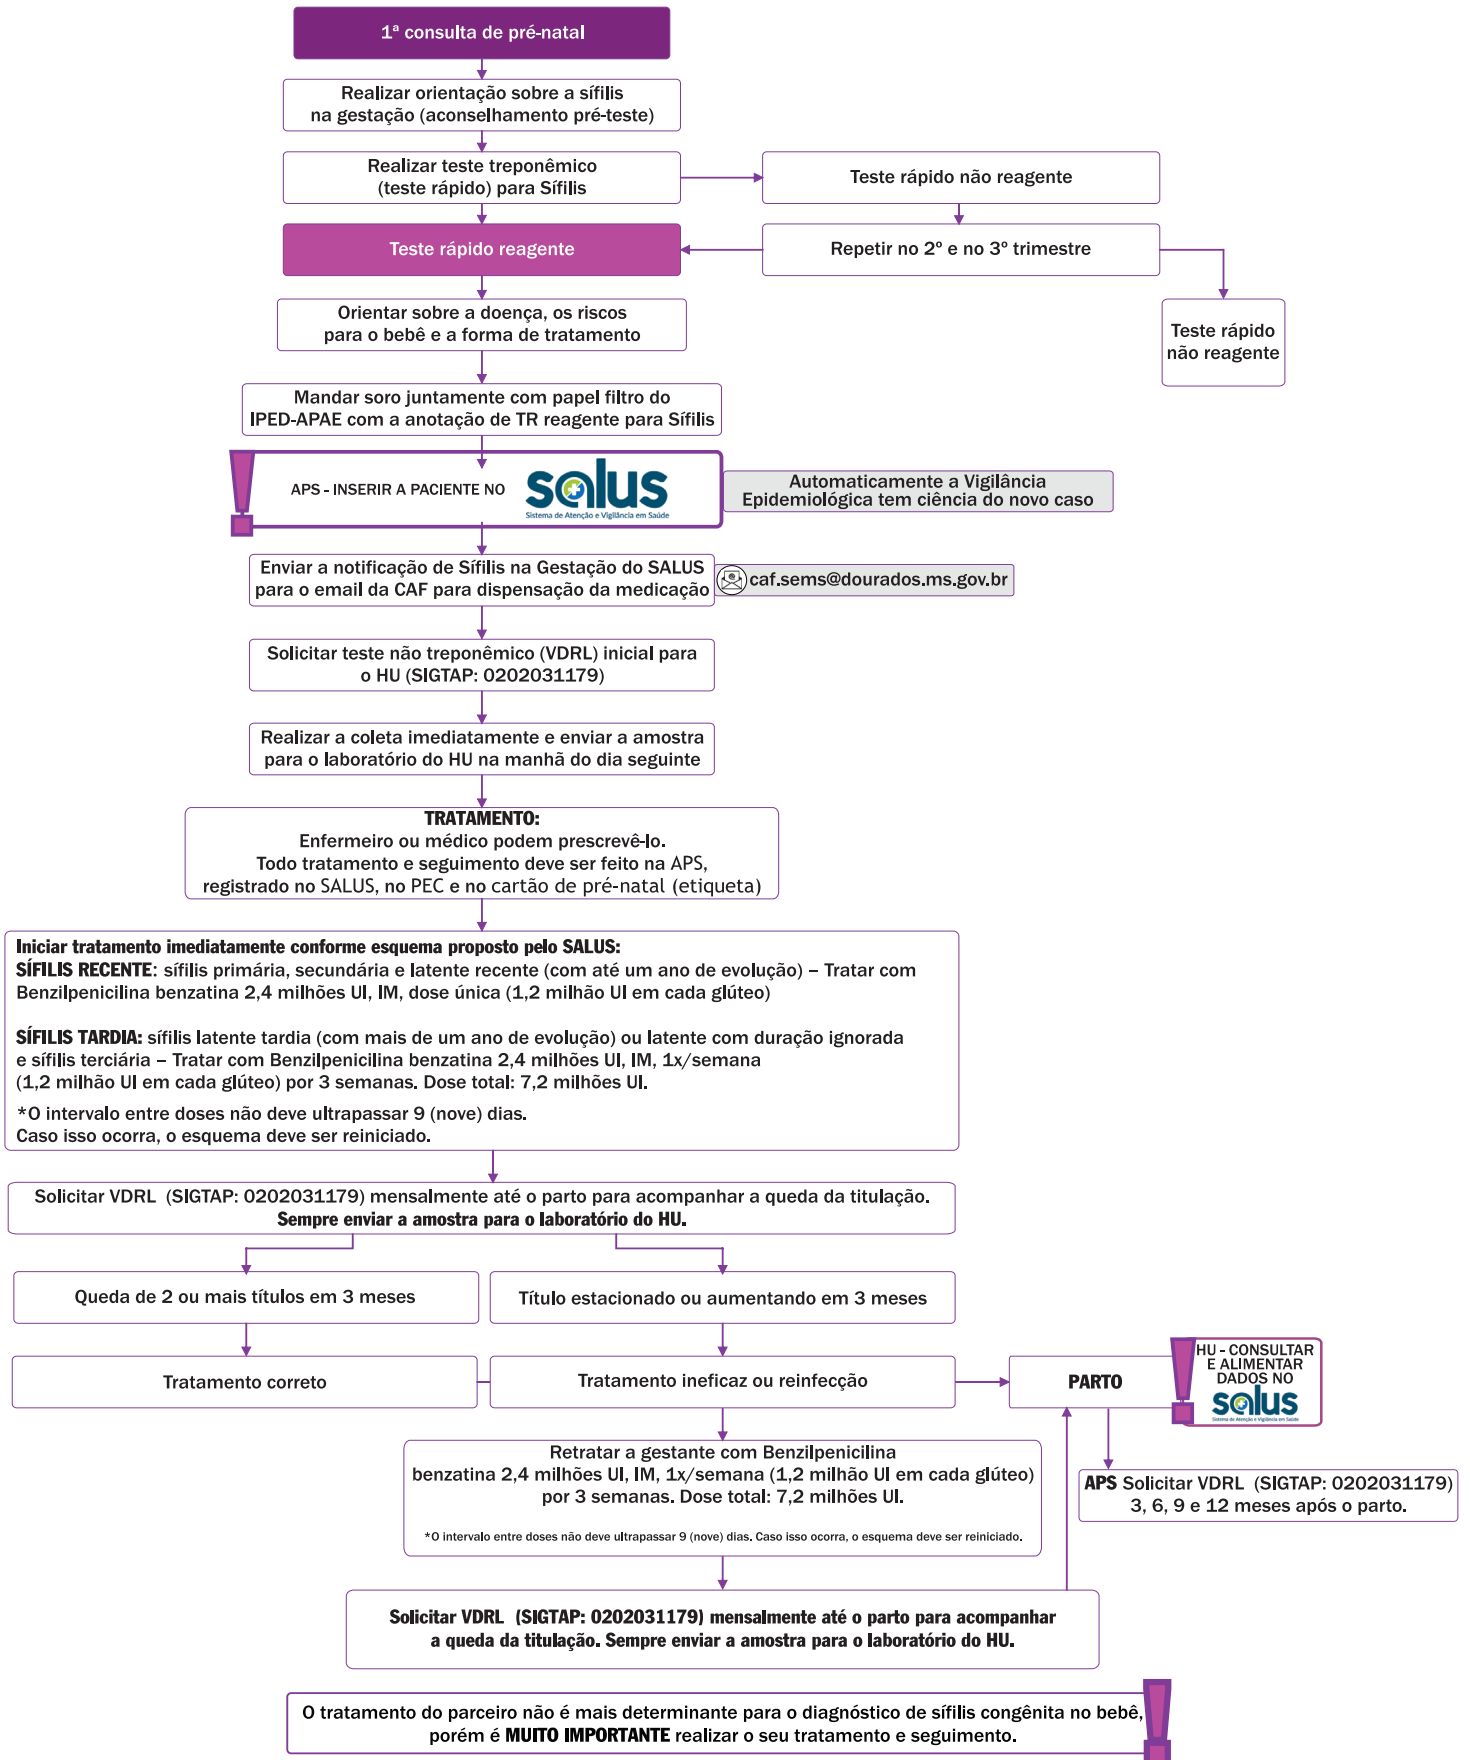 1ª consulta de pré-natal
Realizar orientação sobre a sífilis
na gestação (aconselhamento pré-teste)
Realizar teste treponêmico
(teste rápido) para Sífilis
Teste rápido não reagente
Teste rápido reagente
Repetir no 2º e no 3º trimestre
Teste rápido
não reagente
Orientar sobre a doença, os riscos
para o bebê e a forma de tratamento
Mandar soro juntamente com papel filtro do
IPED-APAE com a anotação de TR reagente para Sífilis
APS - INSERIR A PACIENTE NO
salus
Sistema de Atenção e Vigilância em Saúde
Automaticamente a Vigilância
Epidemiológica tem ciência do novo caso
Enviar a notificação de Sífilis na Gestação do SALUS
para o email da CAF para dispensação da medicação
caf.sems@dourados.ms.gov.br
Solicitar teste não treponêmico (VDRL) inicial para
o HU (SIGTAP: 0202031179)
Realizar a coleta imediatamente e enviar a amostra
para o laboratório do HU na manhã do dia seguinte
TRATAMENTO:
Enfermeiro ou médico podem prescrevê-lo.
Todo tratamento e seguimento deve ser feito na APS,
registrado no SALUS, no PEC e no cartão de pré-natal (etiqueta)
Iniciar tratamento imediatamente conforme esquema proposto pelo SALUS:
SÍFILIS RECENTE: sífilis primária, secundária e latente recente (com até um ano de evolução) – Tratar com
Benzilpenicilina benzatina 2,4 milhões UI, IM, dose única (1,2 milhão UI em cada glúteo)
SÍFILIS TARDIA: sífilis latente tardia (com mais de um ano de evolução) ou latente com duração ignorada
e sífilis terciária – Tratar com Benzilpenicilina benzatina 2,4 milhões UI, IM, 1x/semana
(1,2 milhão UI em cada glúteo) por 3 semanas. Dose total: 7,2 milhões UI.
*O intervalo entre doses não deve ultrapassar 9 (nove) dias.
Caso isso ocorra, o esquema deve ser reiniciado.
Solicitar VDRL (SIGTAP: 0202031179) mensalmente até o parto para acompanhar a queda da titulação.
Sempre enviar a amostra para o laboratório do HU.
Queda de 2 ou mais títulos em 3 meses
Título estacionado ou aumentando em 3 meses
Tratamento correto
Tratamento ineficaz ou reinfecção
PARTO
HU - CONSULTAR
E ALIMENTAR
DADOS NO
salus
Sistema de Atenção e Vigilância em Saúde
Retratar a gestante com Benzilpenicilina
benzatina 2,4 milhões UI, IM, 1x/semana (1,2 milhão UI em cada glúteo)
por 3 semanas. Dose total: 7,2 milhões UI.
*O intervalo entre doses não deve ultrapassar 9 (nove) dias. Caso isso ocorra, o esquema deve ser reiniciado.
APS Solicitar VDRL (SIGTAP: 0202031179)
3, 6, 9 e 12 meses após o parto.
Solicitar VDRL (SIGTAP: 0202031179) mensalmente até o parto para acompanhar
a queda da titulação. Sempre enviar a amostra para o laboratório do HU.
O tratamento do parceiro não é mais determinante para o diagnóstico de sífilis congênita no bebê,
porém é MUITO IMPORTANTE realizar o seu tratamento e seguimento.